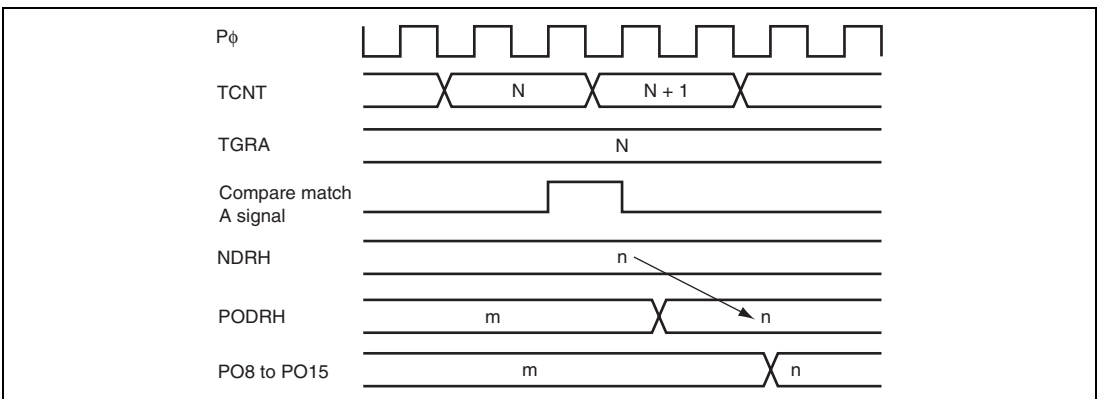 Pϕ
TCNT
N
N + 1
TGRA
N
Compare match
A signal
NDRH
n
PODRH
m
n
PO8 to PO15
m
n